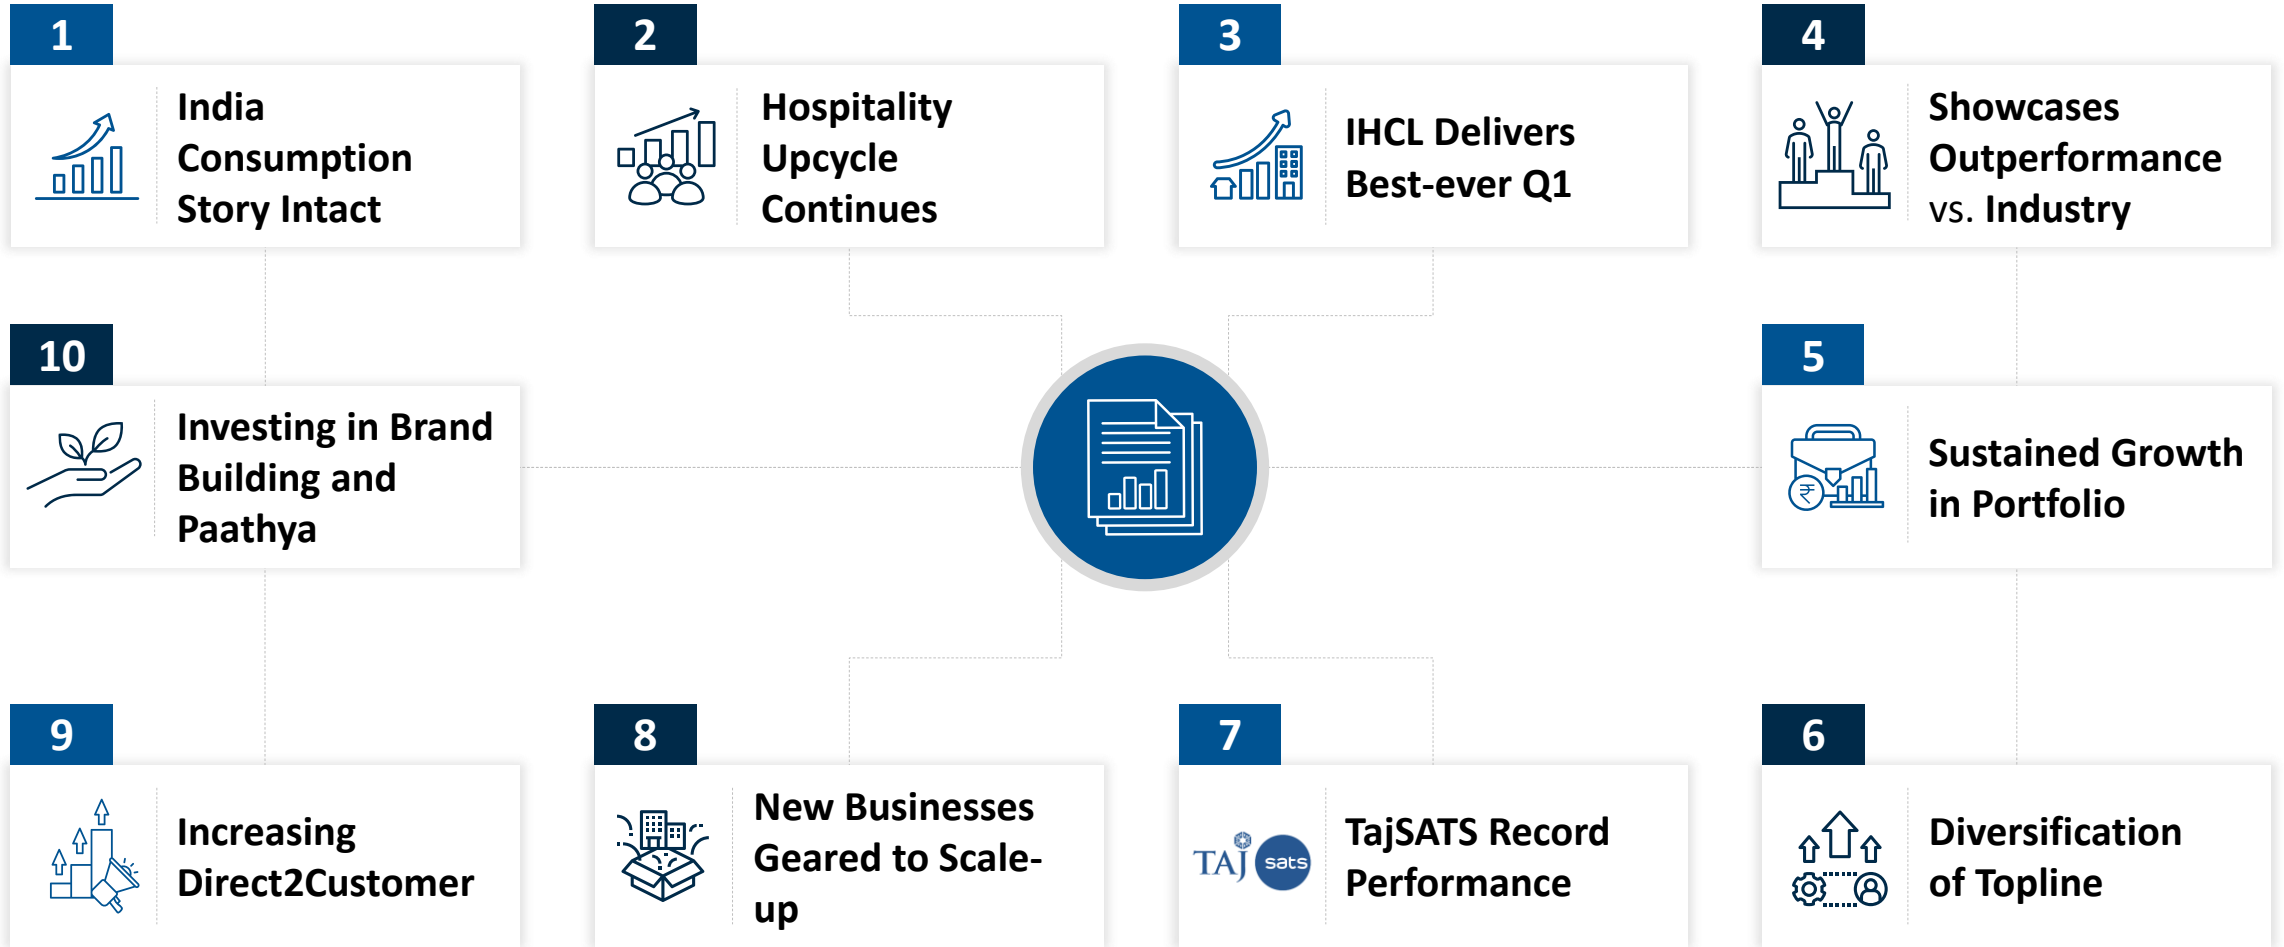 1
India
Consumption
Story Intact
2
Hospitality
Upcycle
Continues
3
IHCL Delivers
Best-ever Q1
4
Showcases
Outperformance
vs. Industry
10
Investing in Brand
Building and
Paathya
5
₹
Sustained Growth
in Portfolio
9
Increasing
Direct2Customer
8
New Businesses
Geared to Scale-
up
7
TAJ sats
TajSATS Record
Performance
6
Diversification
of Topline